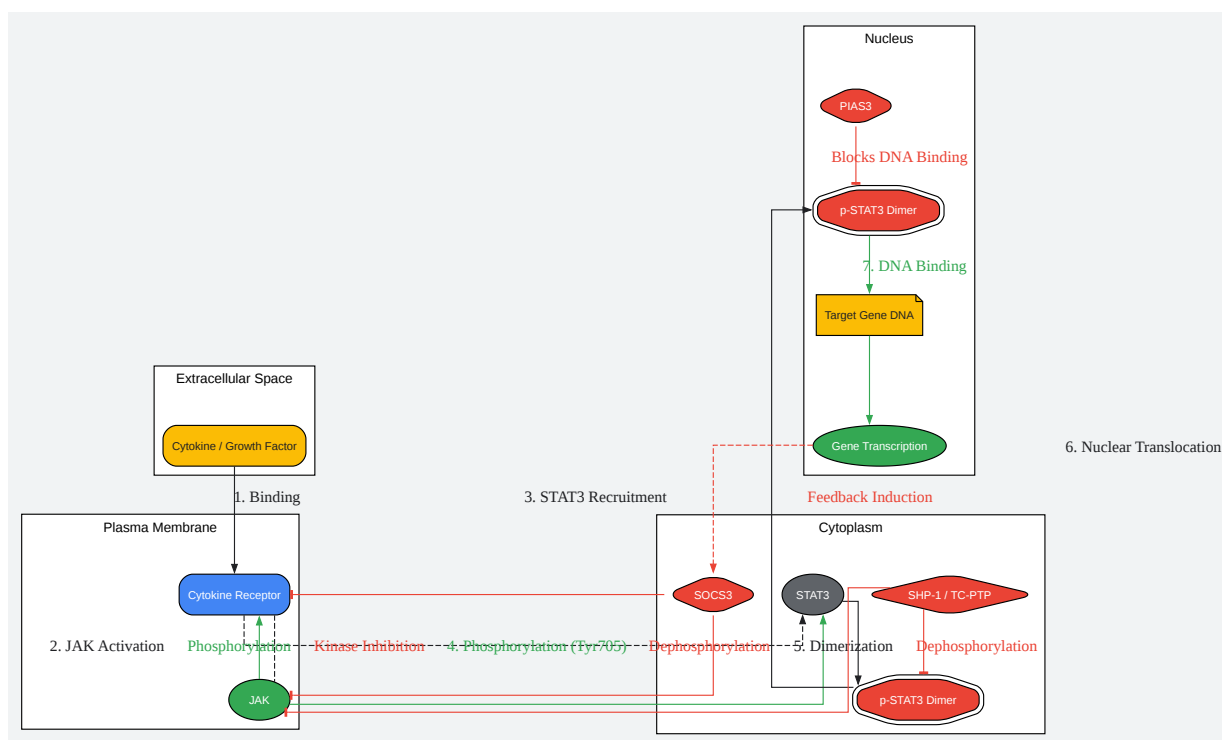 Nucleus
PIAS3
Blocks DNA Binding
p-STAT3 Dimer
7. DNA Binding
Target Gene DNA
Extracellular Space
Cytokine / Growth Factor
Gene Transcription
6. Nuclear Translocation
1. Binding
3. STAT3 Recruitment
Feedback Induction
Plasma Membrane
Cytoplasm
Cytokine Receptor
SOCS3
STAT3
SHP-1 / TC-PTP
2. JAK Activation
Phosphorylation
Kinase Inhibition
4. Phosphorylation (Tyr705)
Dephosphorylation
5. Dimerization
Dephosphorylation
JAK
p-STAT3 Dimer